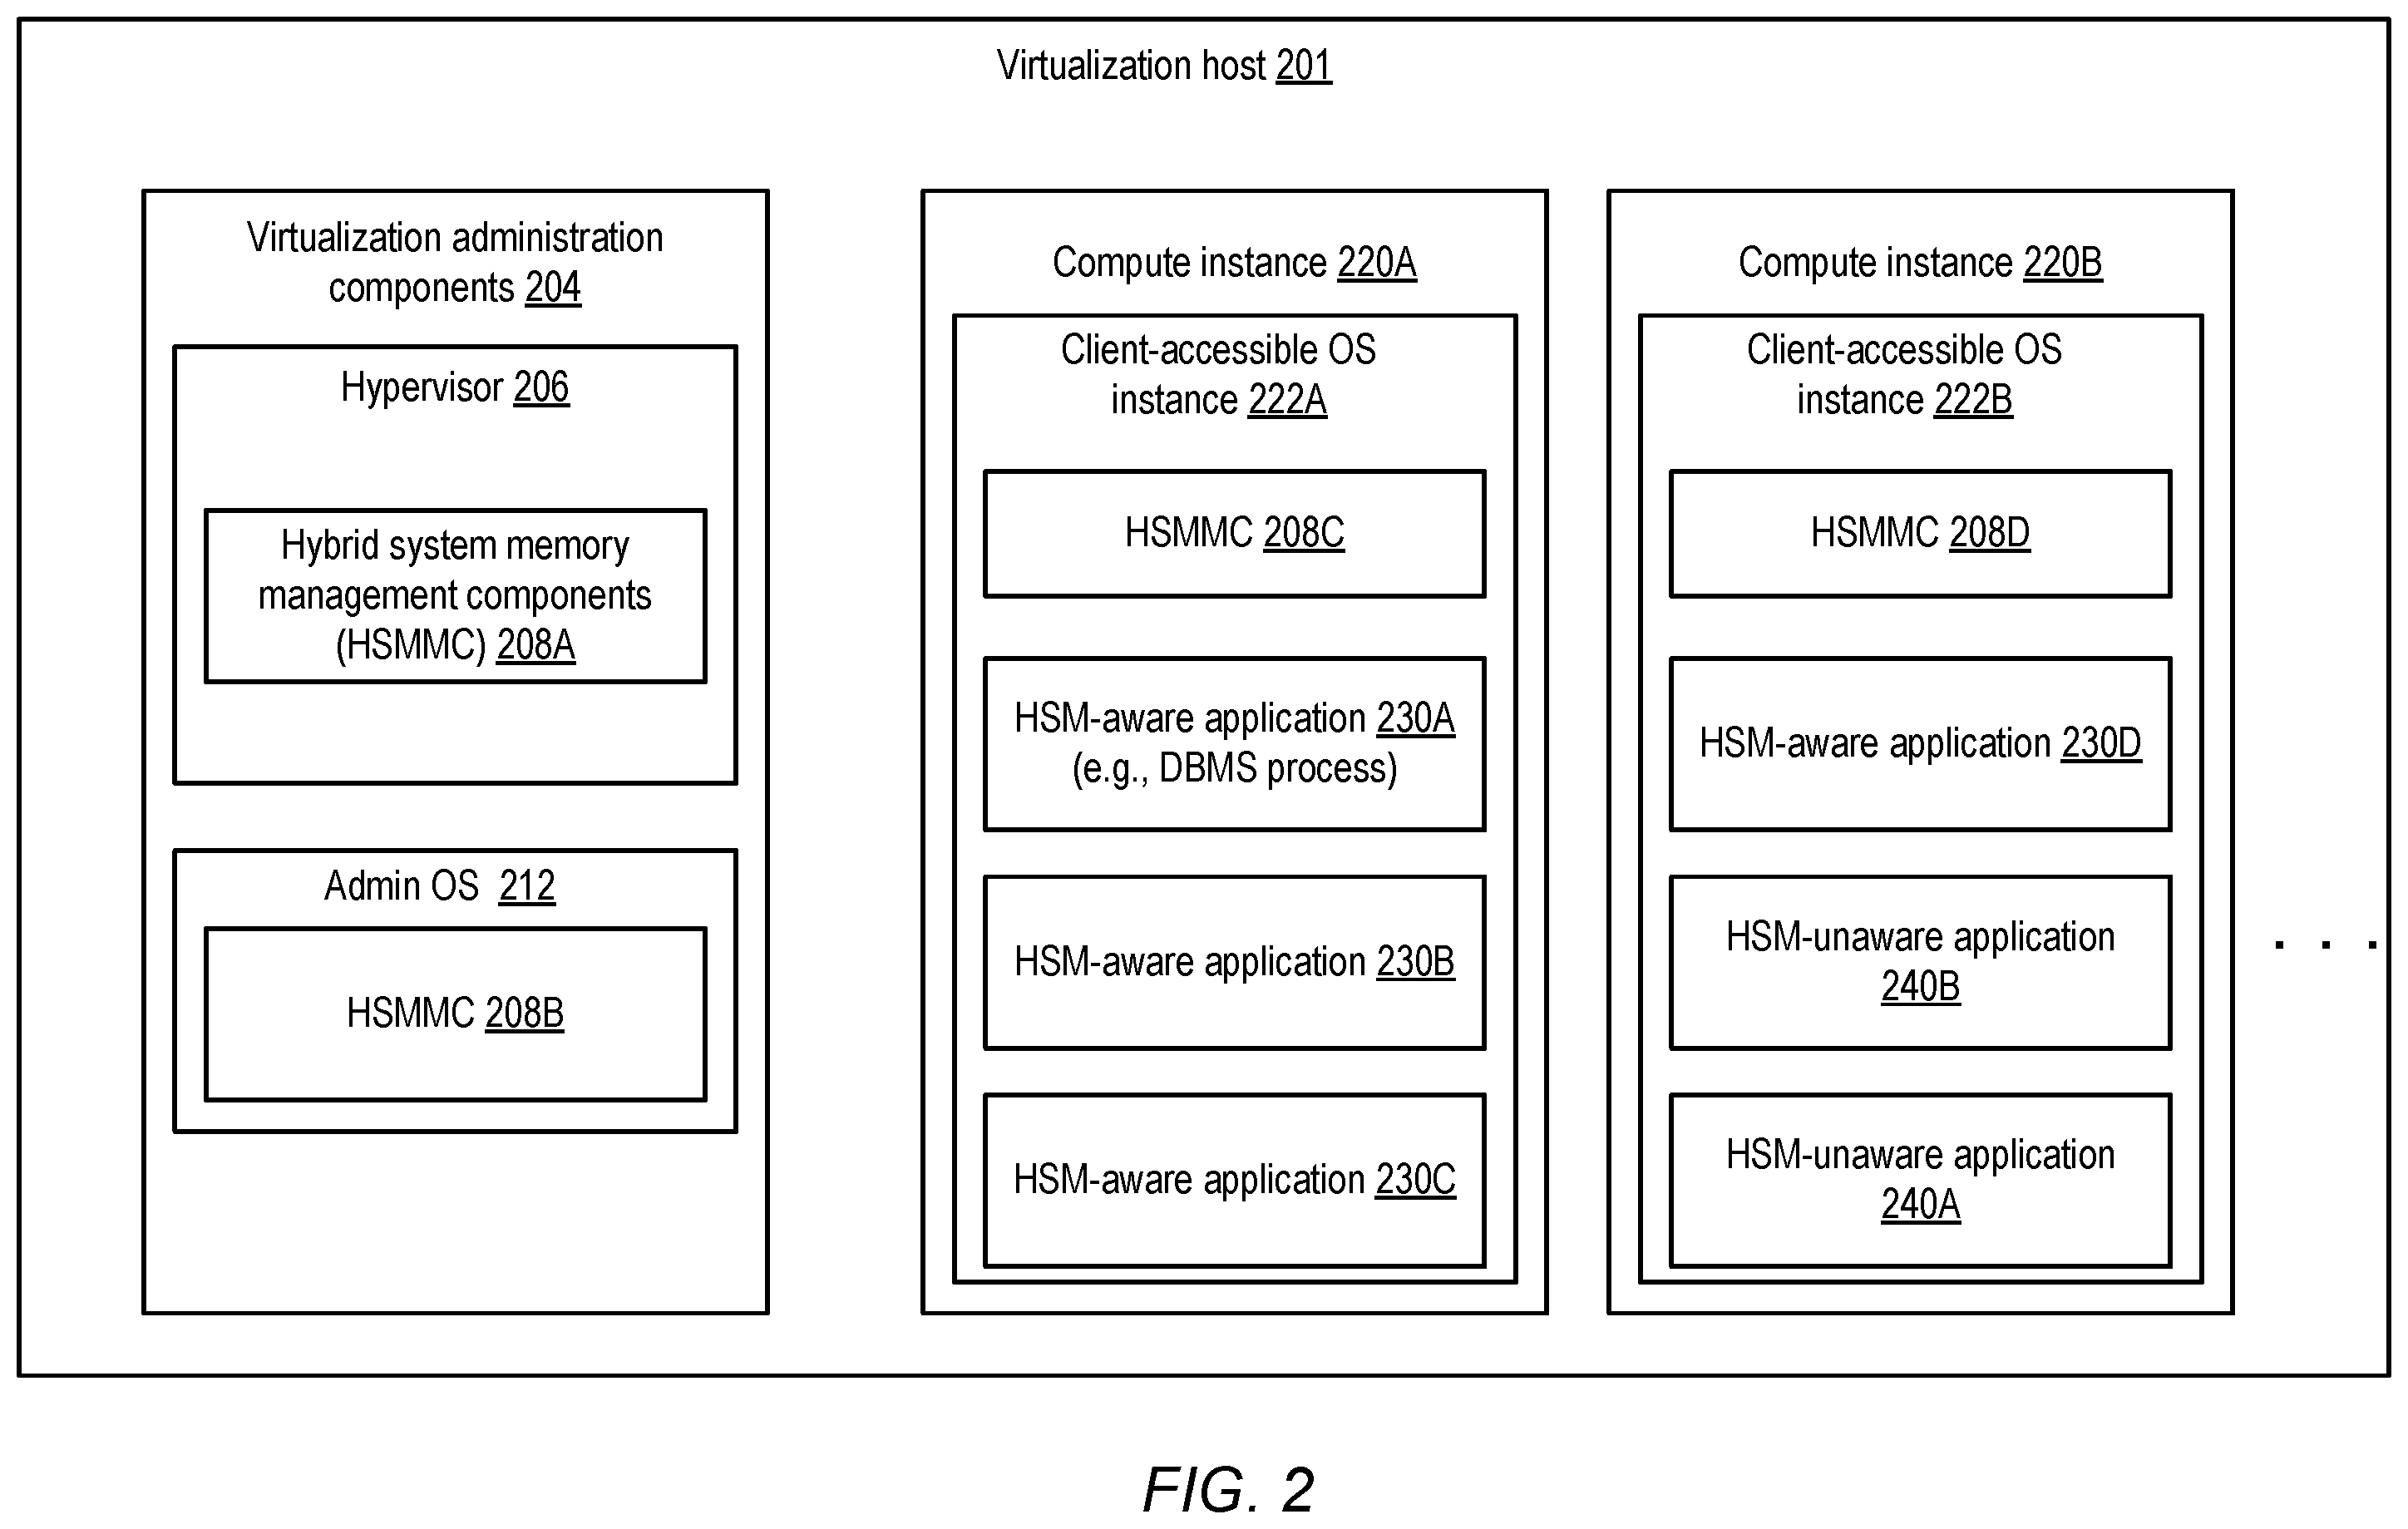 Virtualization host 201
Virtualization administration
components 204
Hypervisor 206
Hybrid system memory
management components
(HSMMC) 208A
Admin OS 212
HSMMC 208B
Compute instance 220A
Client-accessible OS
instance 222A
HSMMC 208C
HSM-aware application 230A
(e.g., DBMS process)
HSM-aware application 230B
HSM-aware application 230C
Compute instance 220B
Client-accessible OS
instance 222B
HSMMC 208D
HSM-aware application 230D
HSM-unaware application
240B
HSM-unaware application
240A
. . .
FIG. 2